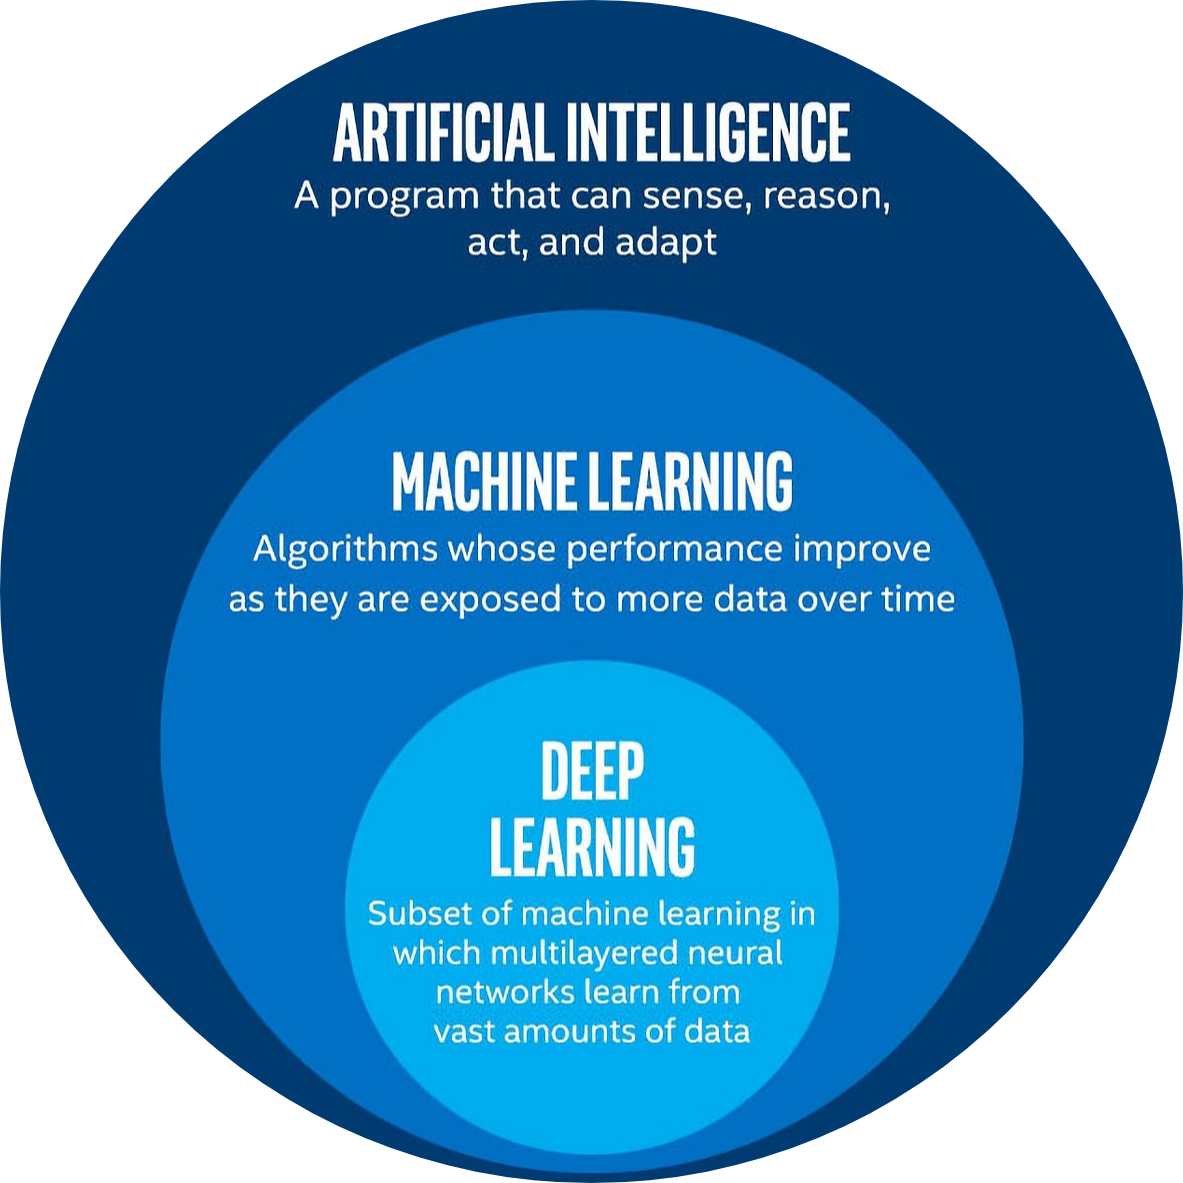 ARTIFICIAL INTELLIGENCE
A program that can sense, reason,
act, and adapt
MACHINE LEARNING
Algorithms whose performance improve
as they are exposed to more data over time
DEEP
LEARNING
Subset of machine learning in
which multilayered neural
networks learn from
vast amounts of data